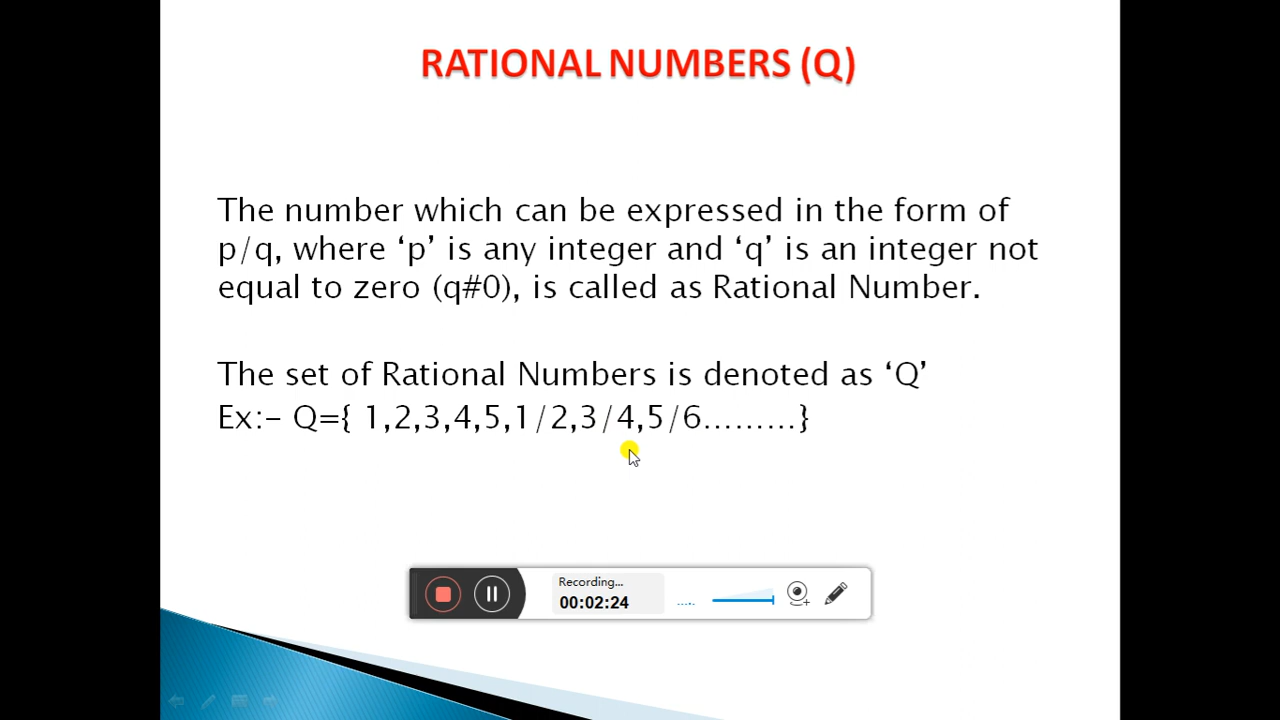 RATIONAL NUMBERS (Q)
The number which can be expressed in the form of
p/q, where ‘p’ is any integer and ‘q’ is an integer not
equal to zero (q#0), is called as Rational Number.
The set of Rational Numbers is denoted as ‘Q’
Ex:- Q={ 1,2,3,4,5,1/2,3/4,5/6.........}
Recording...
00:02:24